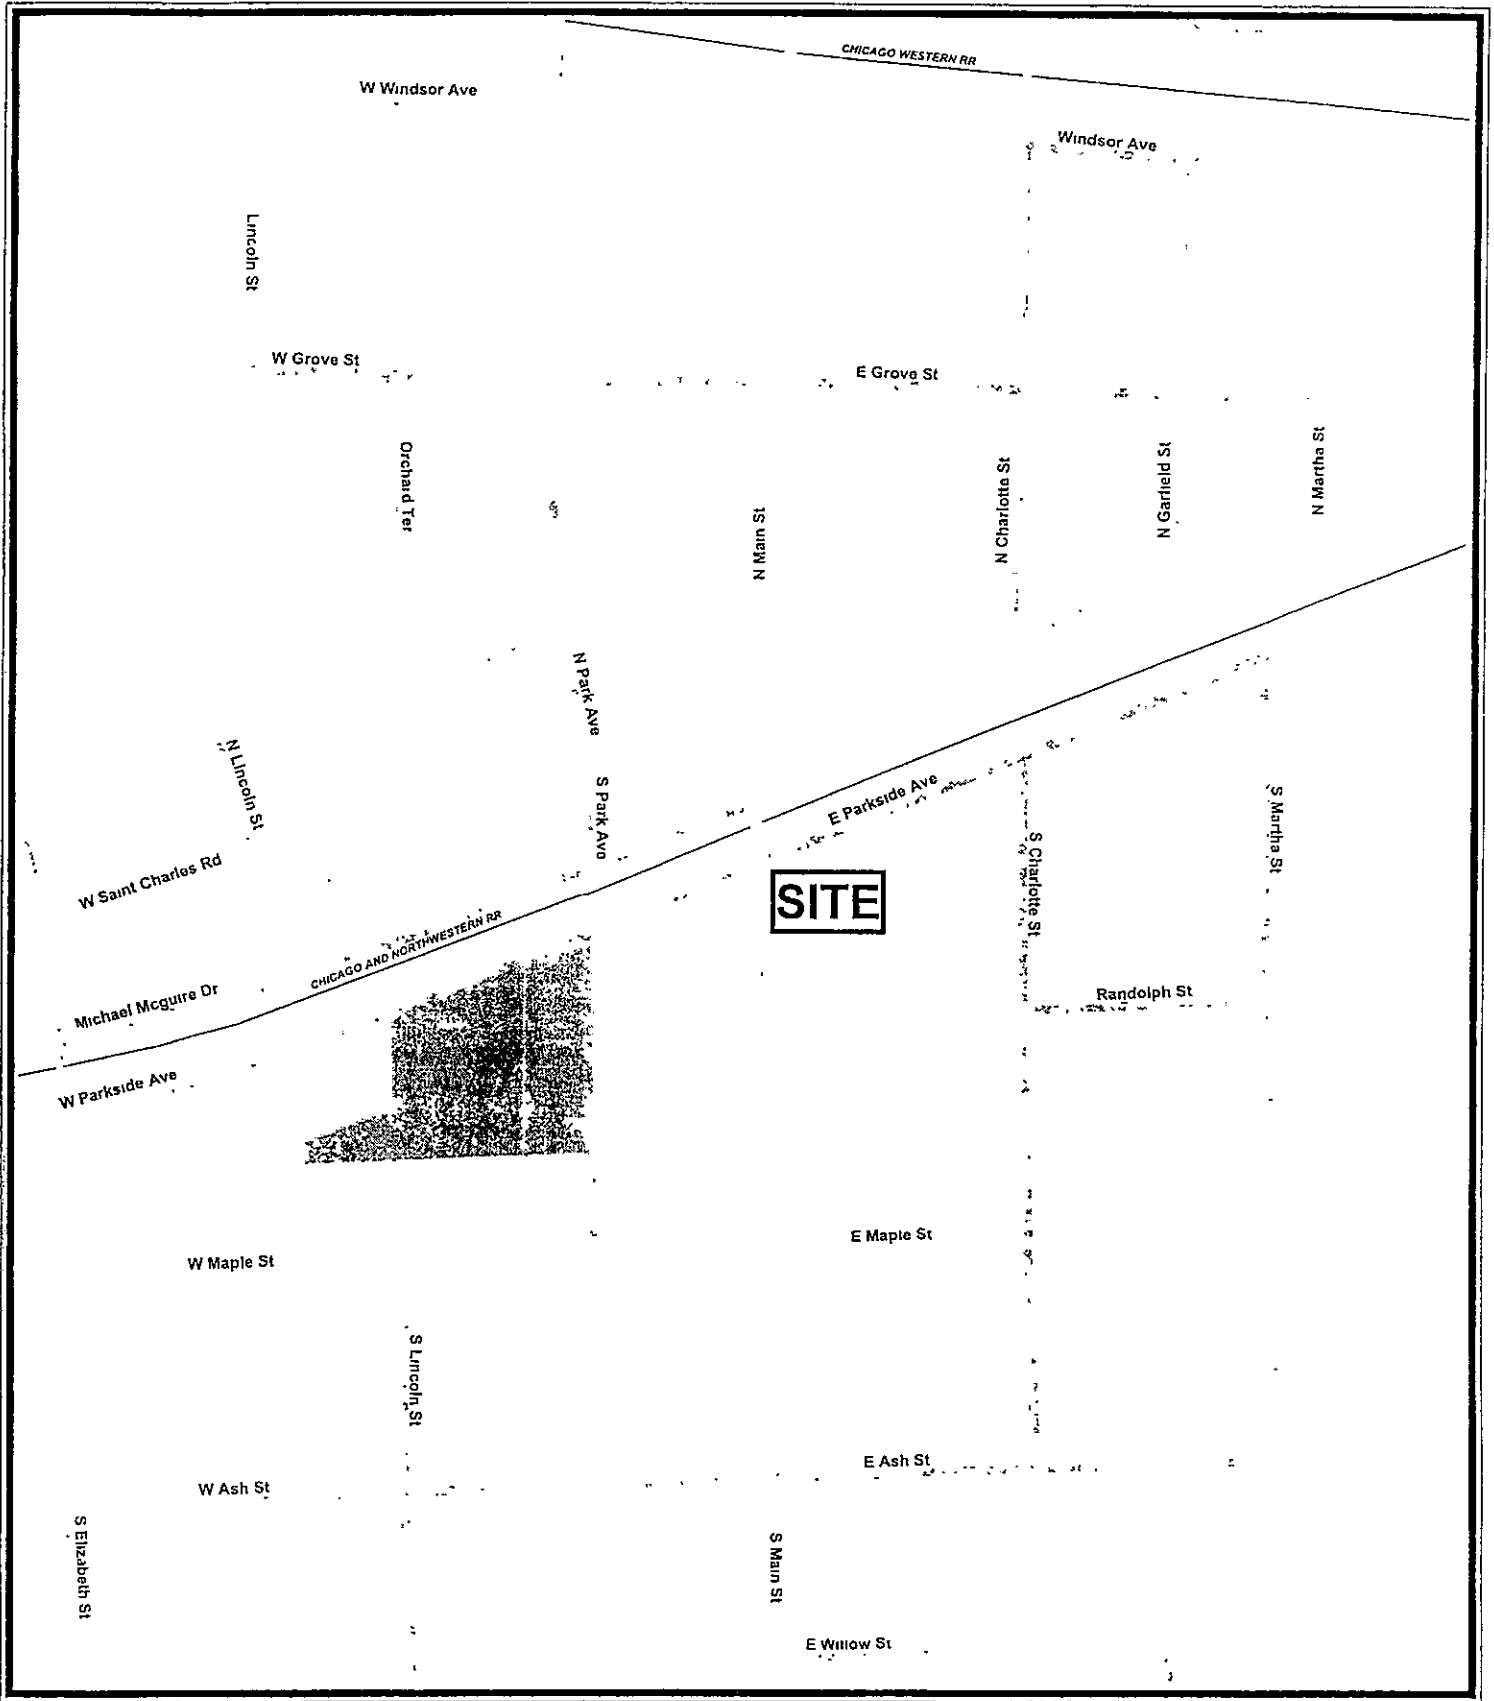 CHICAGO WESTERN RR
W Windsor Ave
Windsor Ave
Lincoln St
W Grove St
E Grove St
Orchard Ter
N Main St
N Charlotte St
N Garfield St
N Martha St
N Park Ave
N Lincoln St
S Park Ave
E Parkside Ave
S Martha St
S Charlotte St
W Saint Charles Rd
SITE
CHICAGO AND NORTHWESTERN RR
Michael Mcguire Dr
Randolph St
W Parkside Ave
E Maple St
W Maple St
S Lincoln St
E Ash St
W Ash St
S Elizabeth St
S Main St
E Willow St